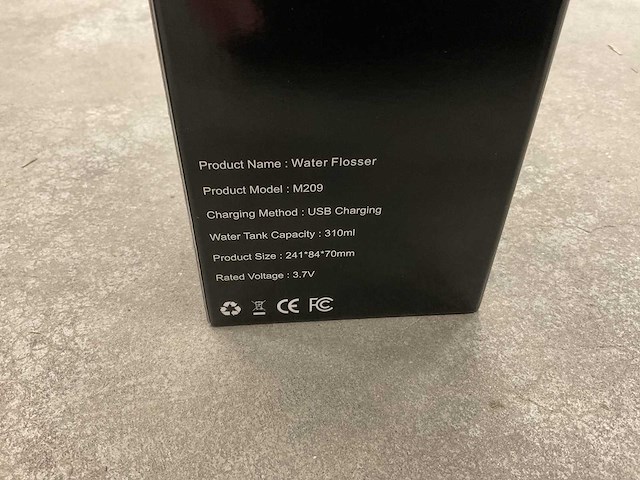 Product Name : Water Flosser
Product Model : M209
Charging Method : USB Charging
Water Tank Capacity : 310ml
Product Size : 241*84*70mm
Rated Voltage : 3.7V
CE FC